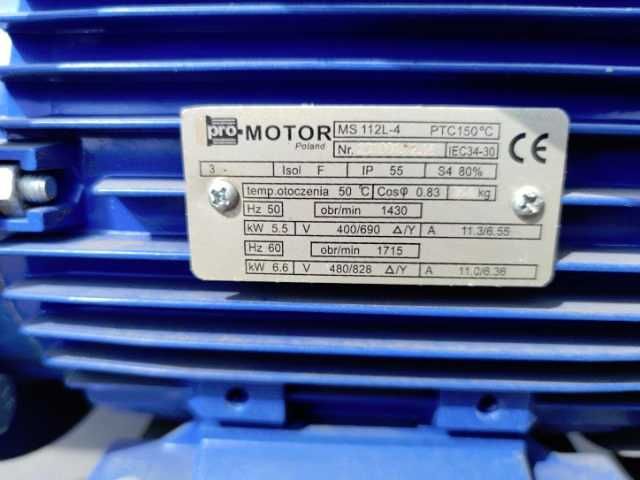 pro-MOTOR
Poland
MS 112L-4 PTC150°C
Nr. IEC34-30
3 Isol F IP 55 S4 80%
temp.otoczenia 50 °C Cosφ 0.83 kg
Hz 50 obr/min 1430
kW 5.5 V 400/690 Δ/Y A 11.3/6.55
Hz 60 obr/min 1715
kW 6.6 V 480/828 Δ/Y A 11.0/6.36
CE